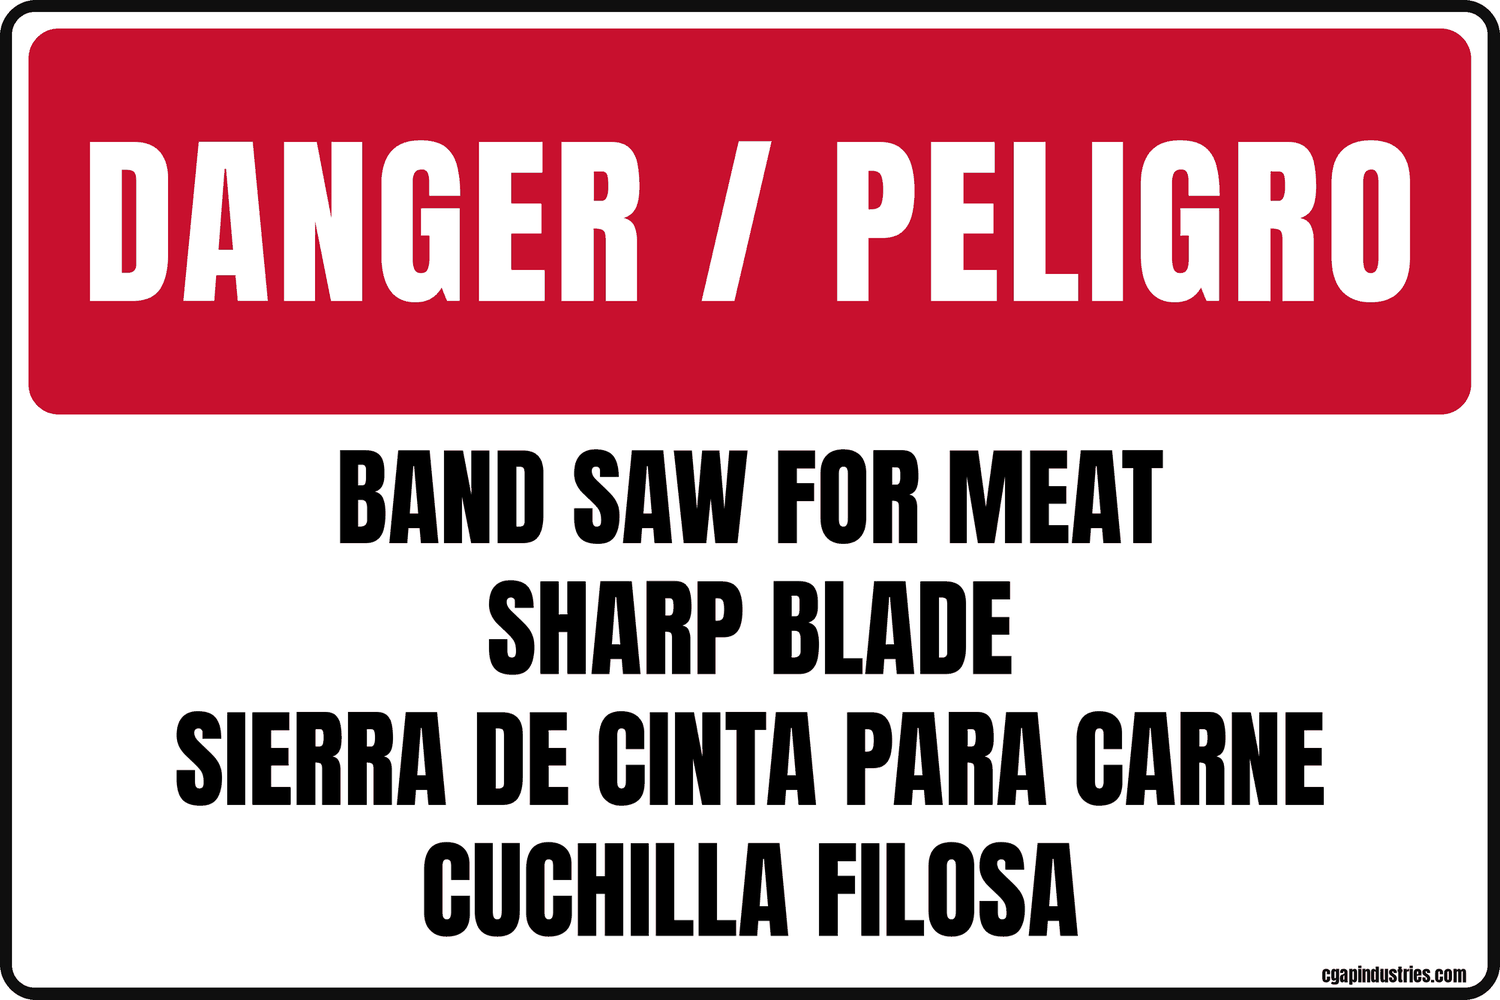 DANGER / PELIGRO
BAND SAW FOR MEAT
SHARP BLADE
SIERRA DE CINTA PARA CARNE
CUCHILLA FILOSA
cgapindustries.com